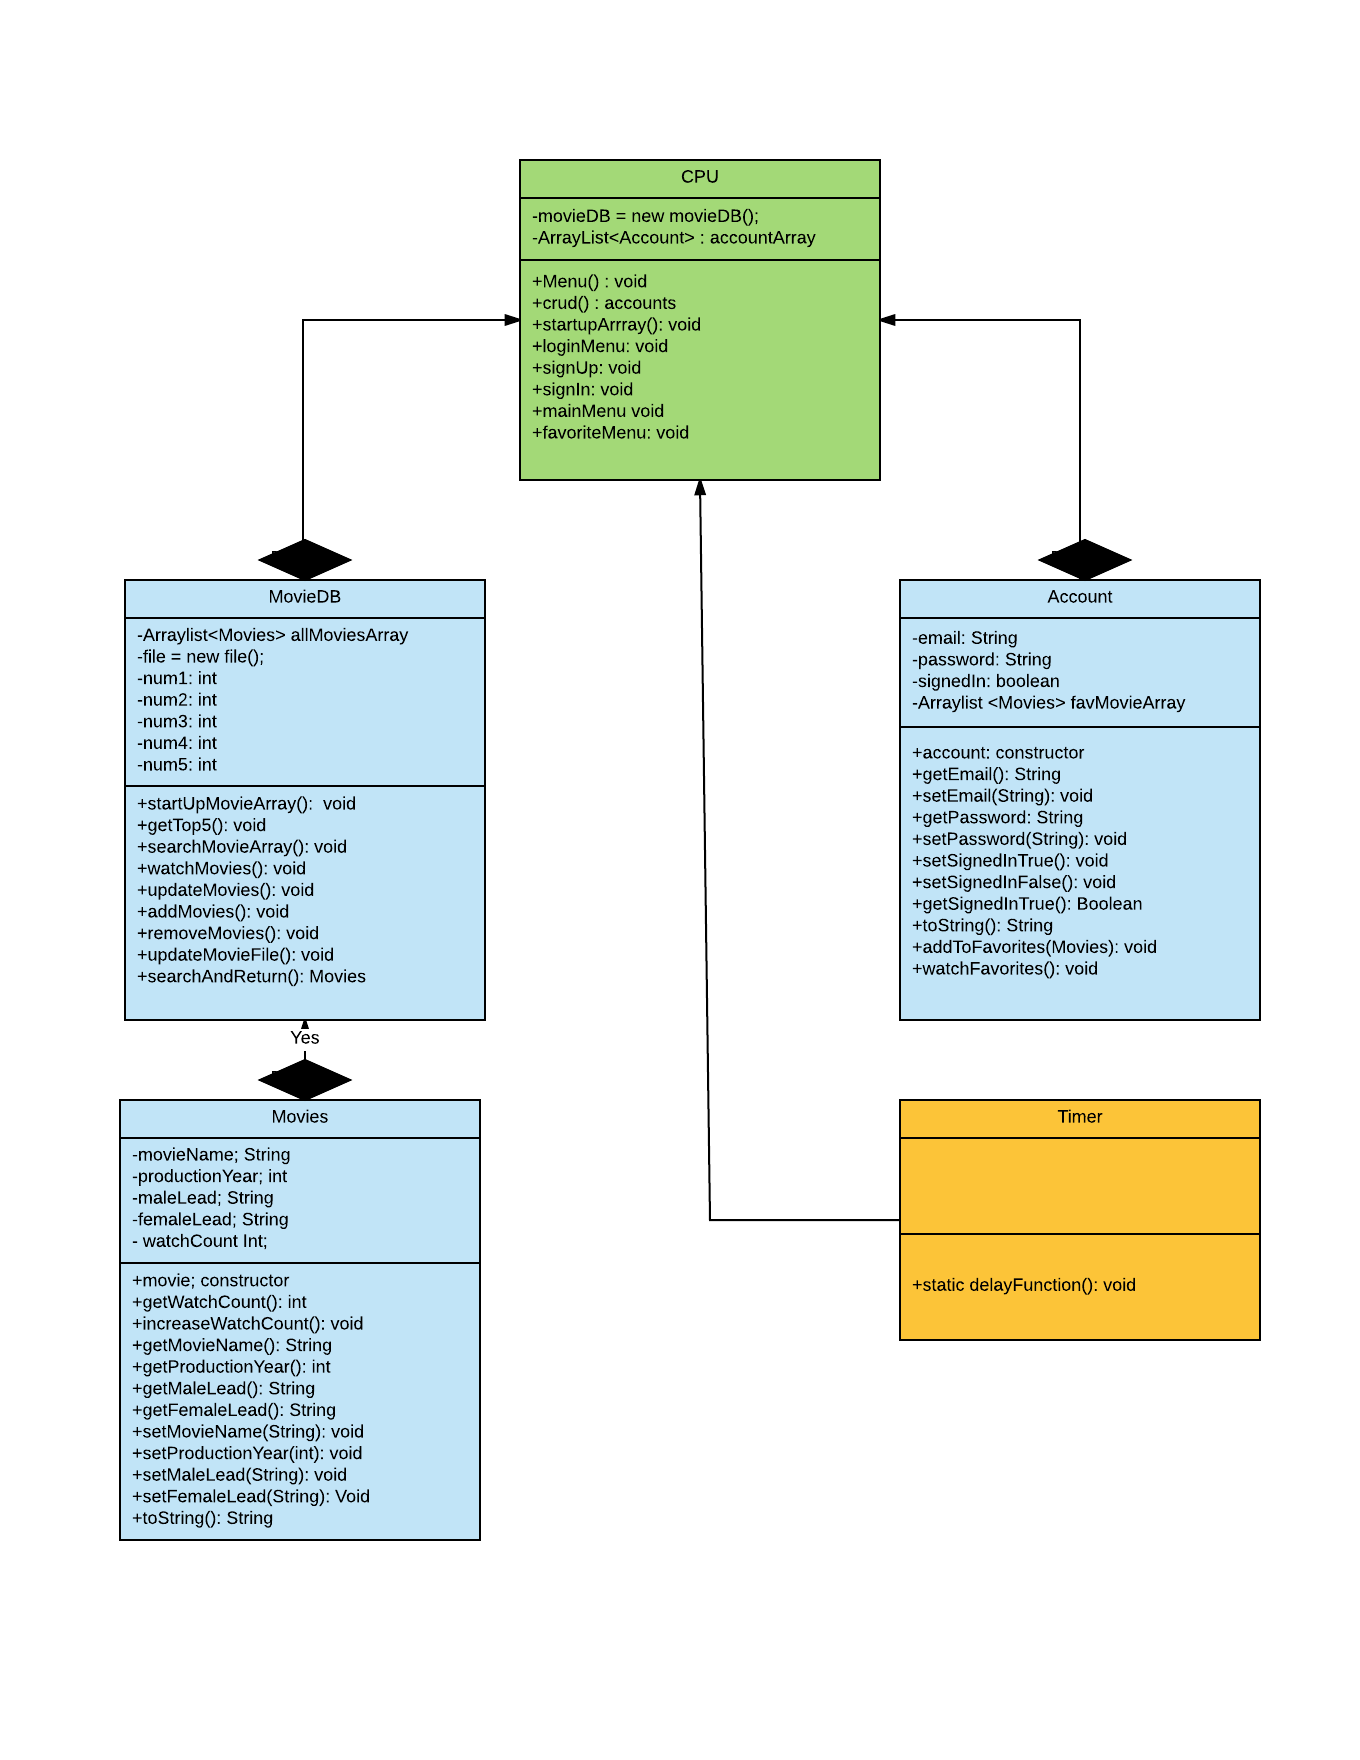 CPU
-movieDB = new movieDB();
-ArrayList<Account> : accountArray
+Menu() : void
+crud() : accounts
+startupArrray(): void
+loginMenu: void
+signUp: void
+signIn: void
+mainMenu void
+favoriteMenu: void
MovieDB
-Arraylist<Movies> allMoviesArray
-file = new file();
-num1: int
-num2: int
-num3: int
-num4: int
-num5: int
+startUpMovieArray():  void
+getTop5(): void
+searchMovieArray(): void
+watchMovies(): void
+updateMovies(): void
+addMovies(): void
+removeMovies(): void
+updateMovieFile(): void
+searchAndReturn(): Movies
Account
-email: String
-password: String
-signedIn: boolean
-Arraylist <Movies> favMovieArray
+account: constructor
+getEmail(): String
+setEmail(String): void
+getPassword: String
+setPassword(String): void
+setSignedInTrue(): void
+setSignedInFalse(): void
+getSignedInTrue(): Boolean
+toString(): String
+addToFavorites(Movies): void
+watchFavorites(): void
Yes
Movies
-movieName; String
-productionYear; int
-maleLead; String
-femaleLead; String
- watchCount Int;
+movie; constructor
+getWatchCount(): int
+increaseWatchCount(): void
+getMovieName(): String
+getProductionYear(): int
+getMaleLead(): String
+getFemaleLead(): String
+setMovieName(String): void
+setProductionYear(int): void
+setMaleLead(String): void
+setFemaleLead(String): Void
+toString(): String
Timer
+static delayFunction(): void